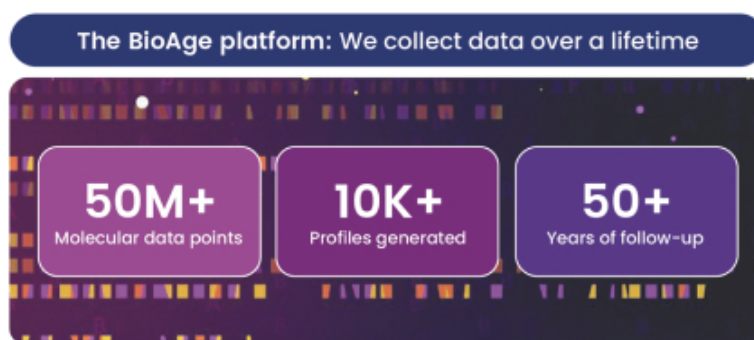 The BioAge platform: We collect data over a lifetime
50M+
Molecular data points
10K+
Profiles generated
50+
Years of follow-up